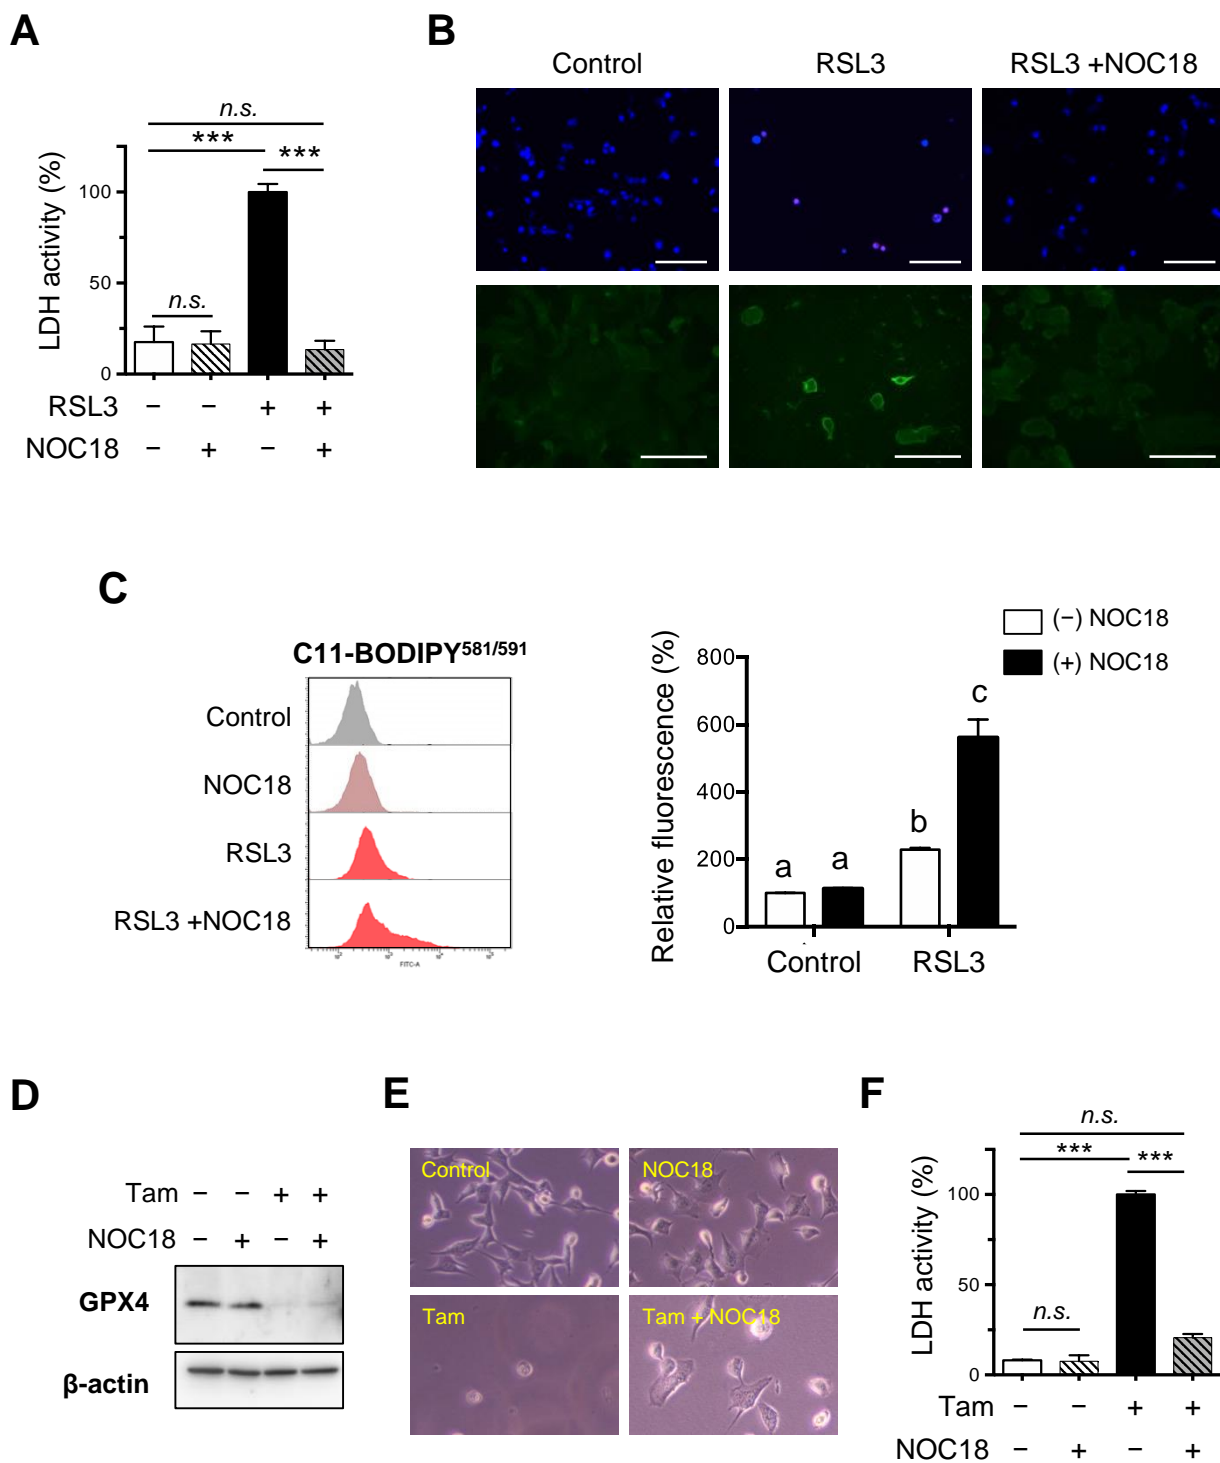 A
n.s.
***
***
n.s.
LDH activity (%)
100
50
0
RSL3 − − + +
NOC18 − + − +
B
Control RSL3 RSL3 +NOC18
C
C11-BODIPY581/591
Control
NOC18
RSL3
RSL3 +NOC18
FITC-A
(−) NOC18
(+) NOC18
Relative fluorescence (%)
800
600
400
200
0
a a b c
Control RSL3
D
Tam − − + +
NOC18 − + − +
GPX4
β-actin
E
Control NOC18
Tam Tam + NOC18
F
n.s.
***
***
n.s.
LDH activity (%)
100
50
0
Tam − − + +
NOC18 − + − +